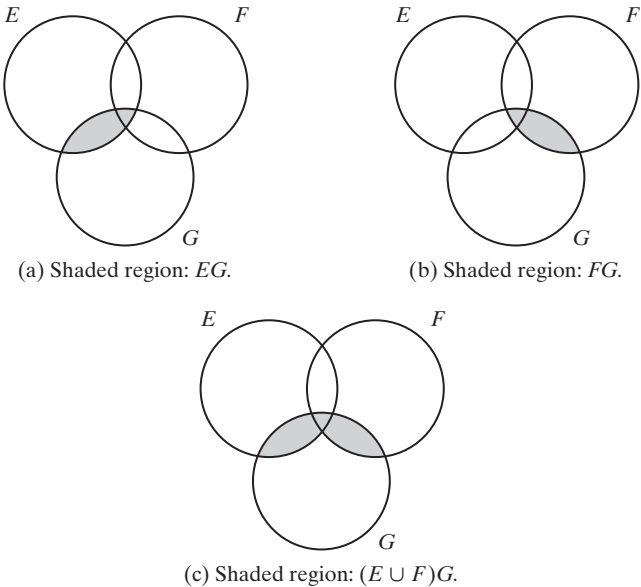 E F
G
(a) Shaded region: EG.
E F
G
(b) Shaded region: FG.
E F
G
(c) Shaded region: (E ∪ F)G.